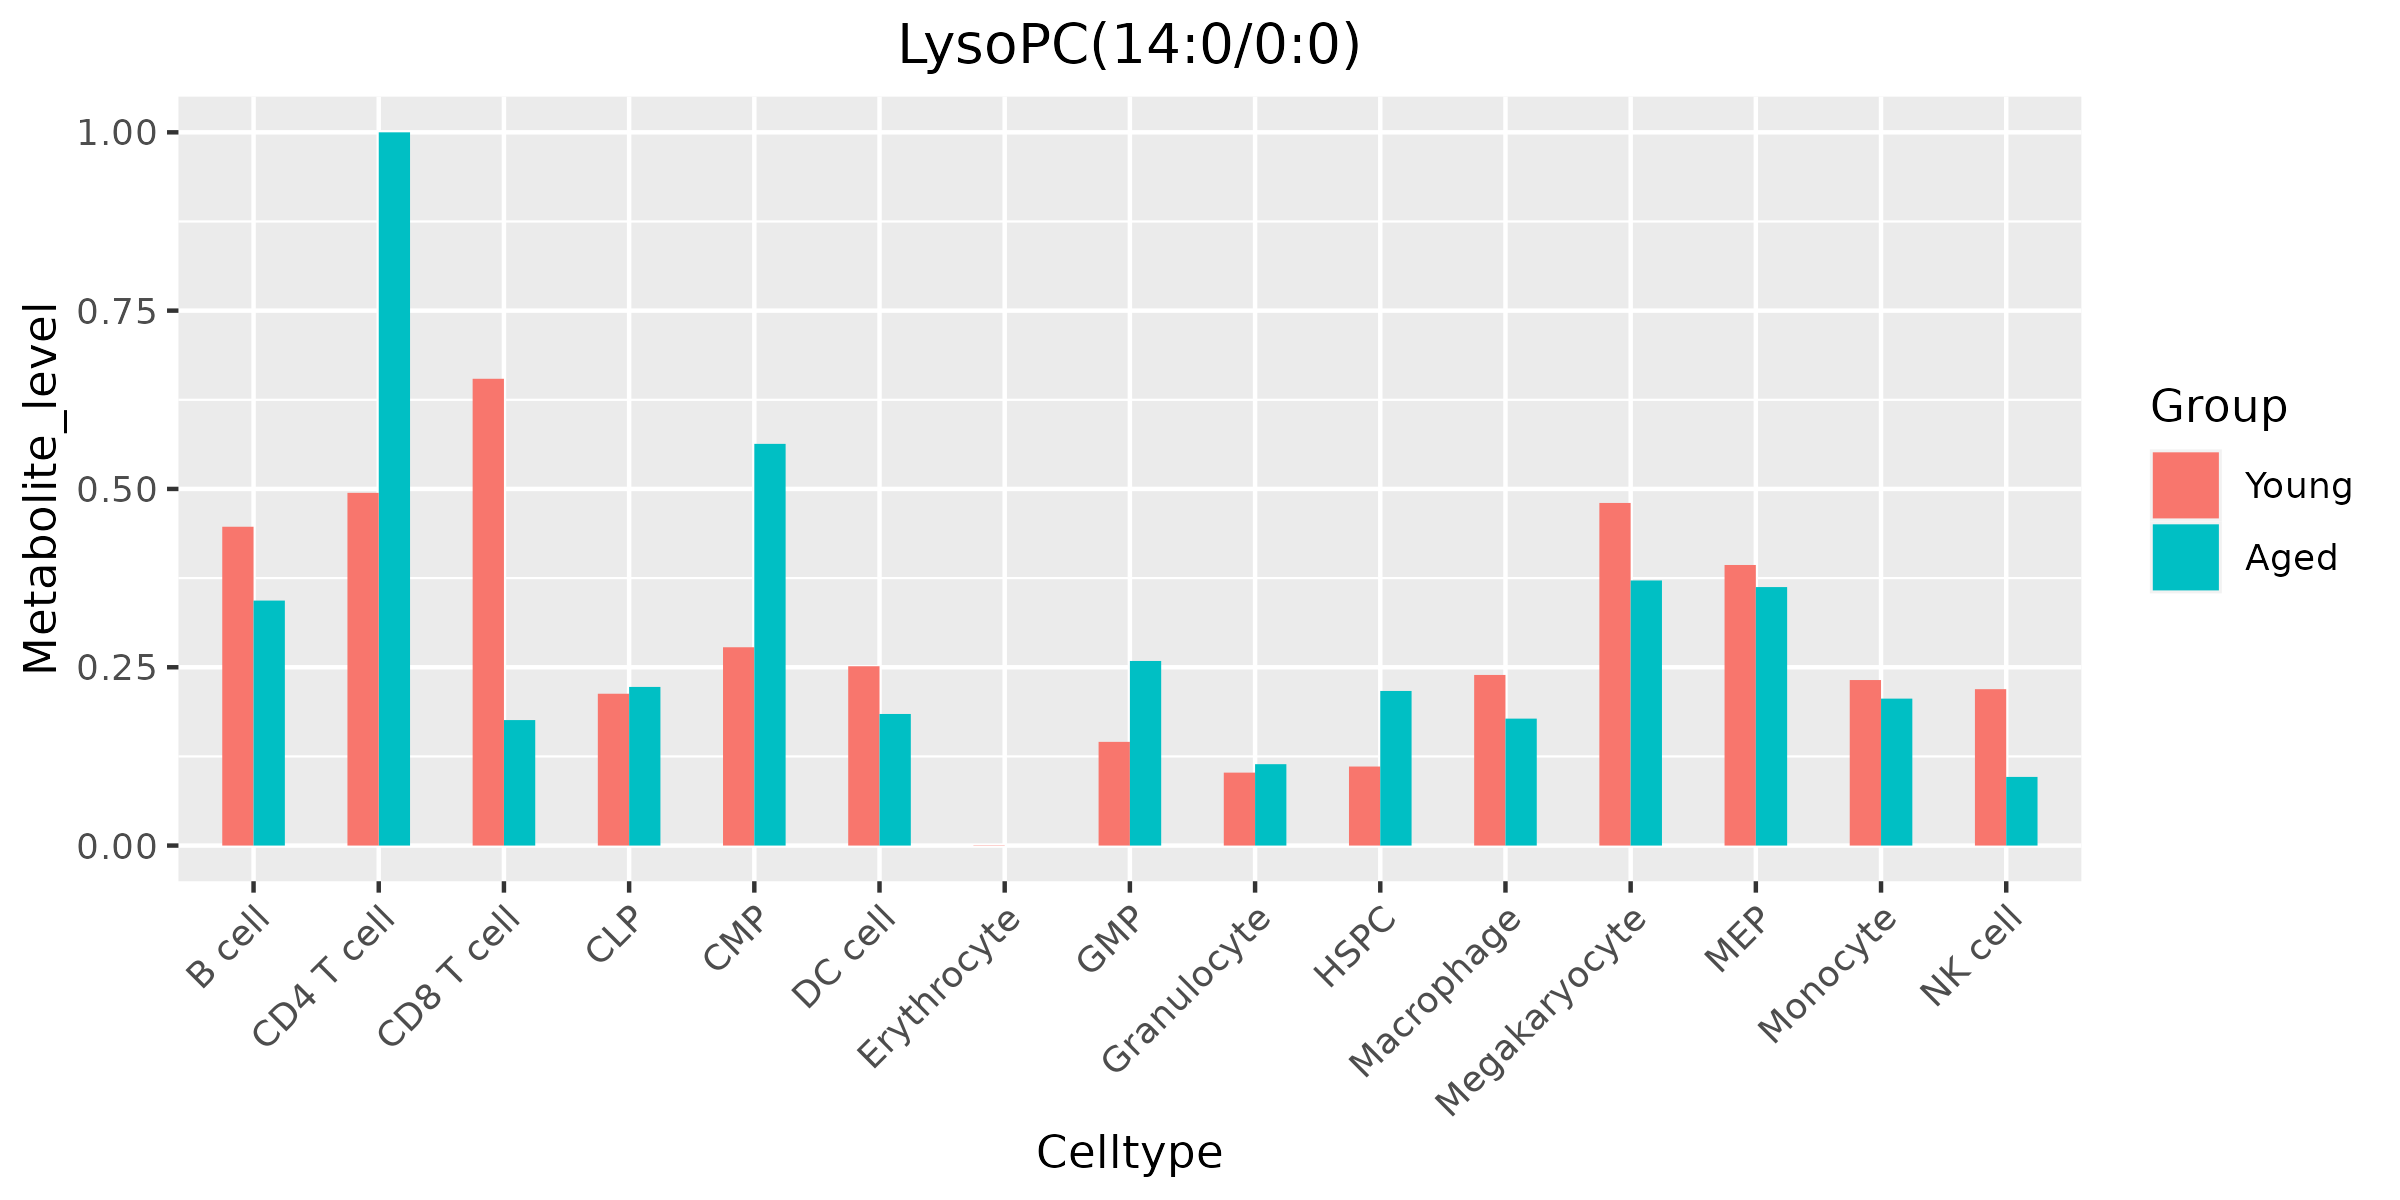 LysoPC(14:0/0:0)
Metabolite_level
1.00
0.75
0.50
0.25
0.00
B cell
CD4 T cell
CD8 T cell
CLP
CMP
DC cell
Erythrocyte
GMP
Granulocyte
HSPC
Macrophage
Megakaryocyte
MEP
Monocyte
NK cell
Celltype
Group
Young
Aged